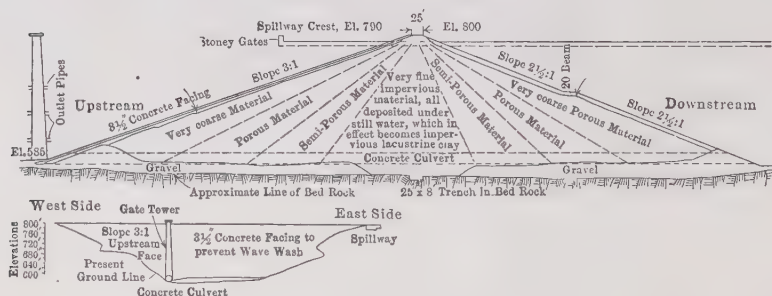 25'
Spillway Crest, El. 790
El. 800
Stoney Gates
Outlet Pipes
Upstream
3½" Concrete Facing
Slope 3:1
Very coarse Material
Porous Material
Semi-Porous Material
Very fine
impervious
material, all
deposited under
still water, which in
effect becomes imper-
vious lacustrine clay
Semi-Porous Material
Porous Material
Very coarse Porous Material
Slope 2½:1
20 Beam
Slope 2½:1
Downstream
El.585
Concrete Culvert
Gravel
Gravel
Approximate Line of Bed Rock
25 x 8 Trench In Bed Rock
West Side
Gate Tower
East Side
Elevations
800'
760
720
680
640
600
Slope 3:1
Upstream
Face
3½" Concrete Facing to
prevent Wave Wash
Spillway
Present
Ground Line
Concrete Culvert